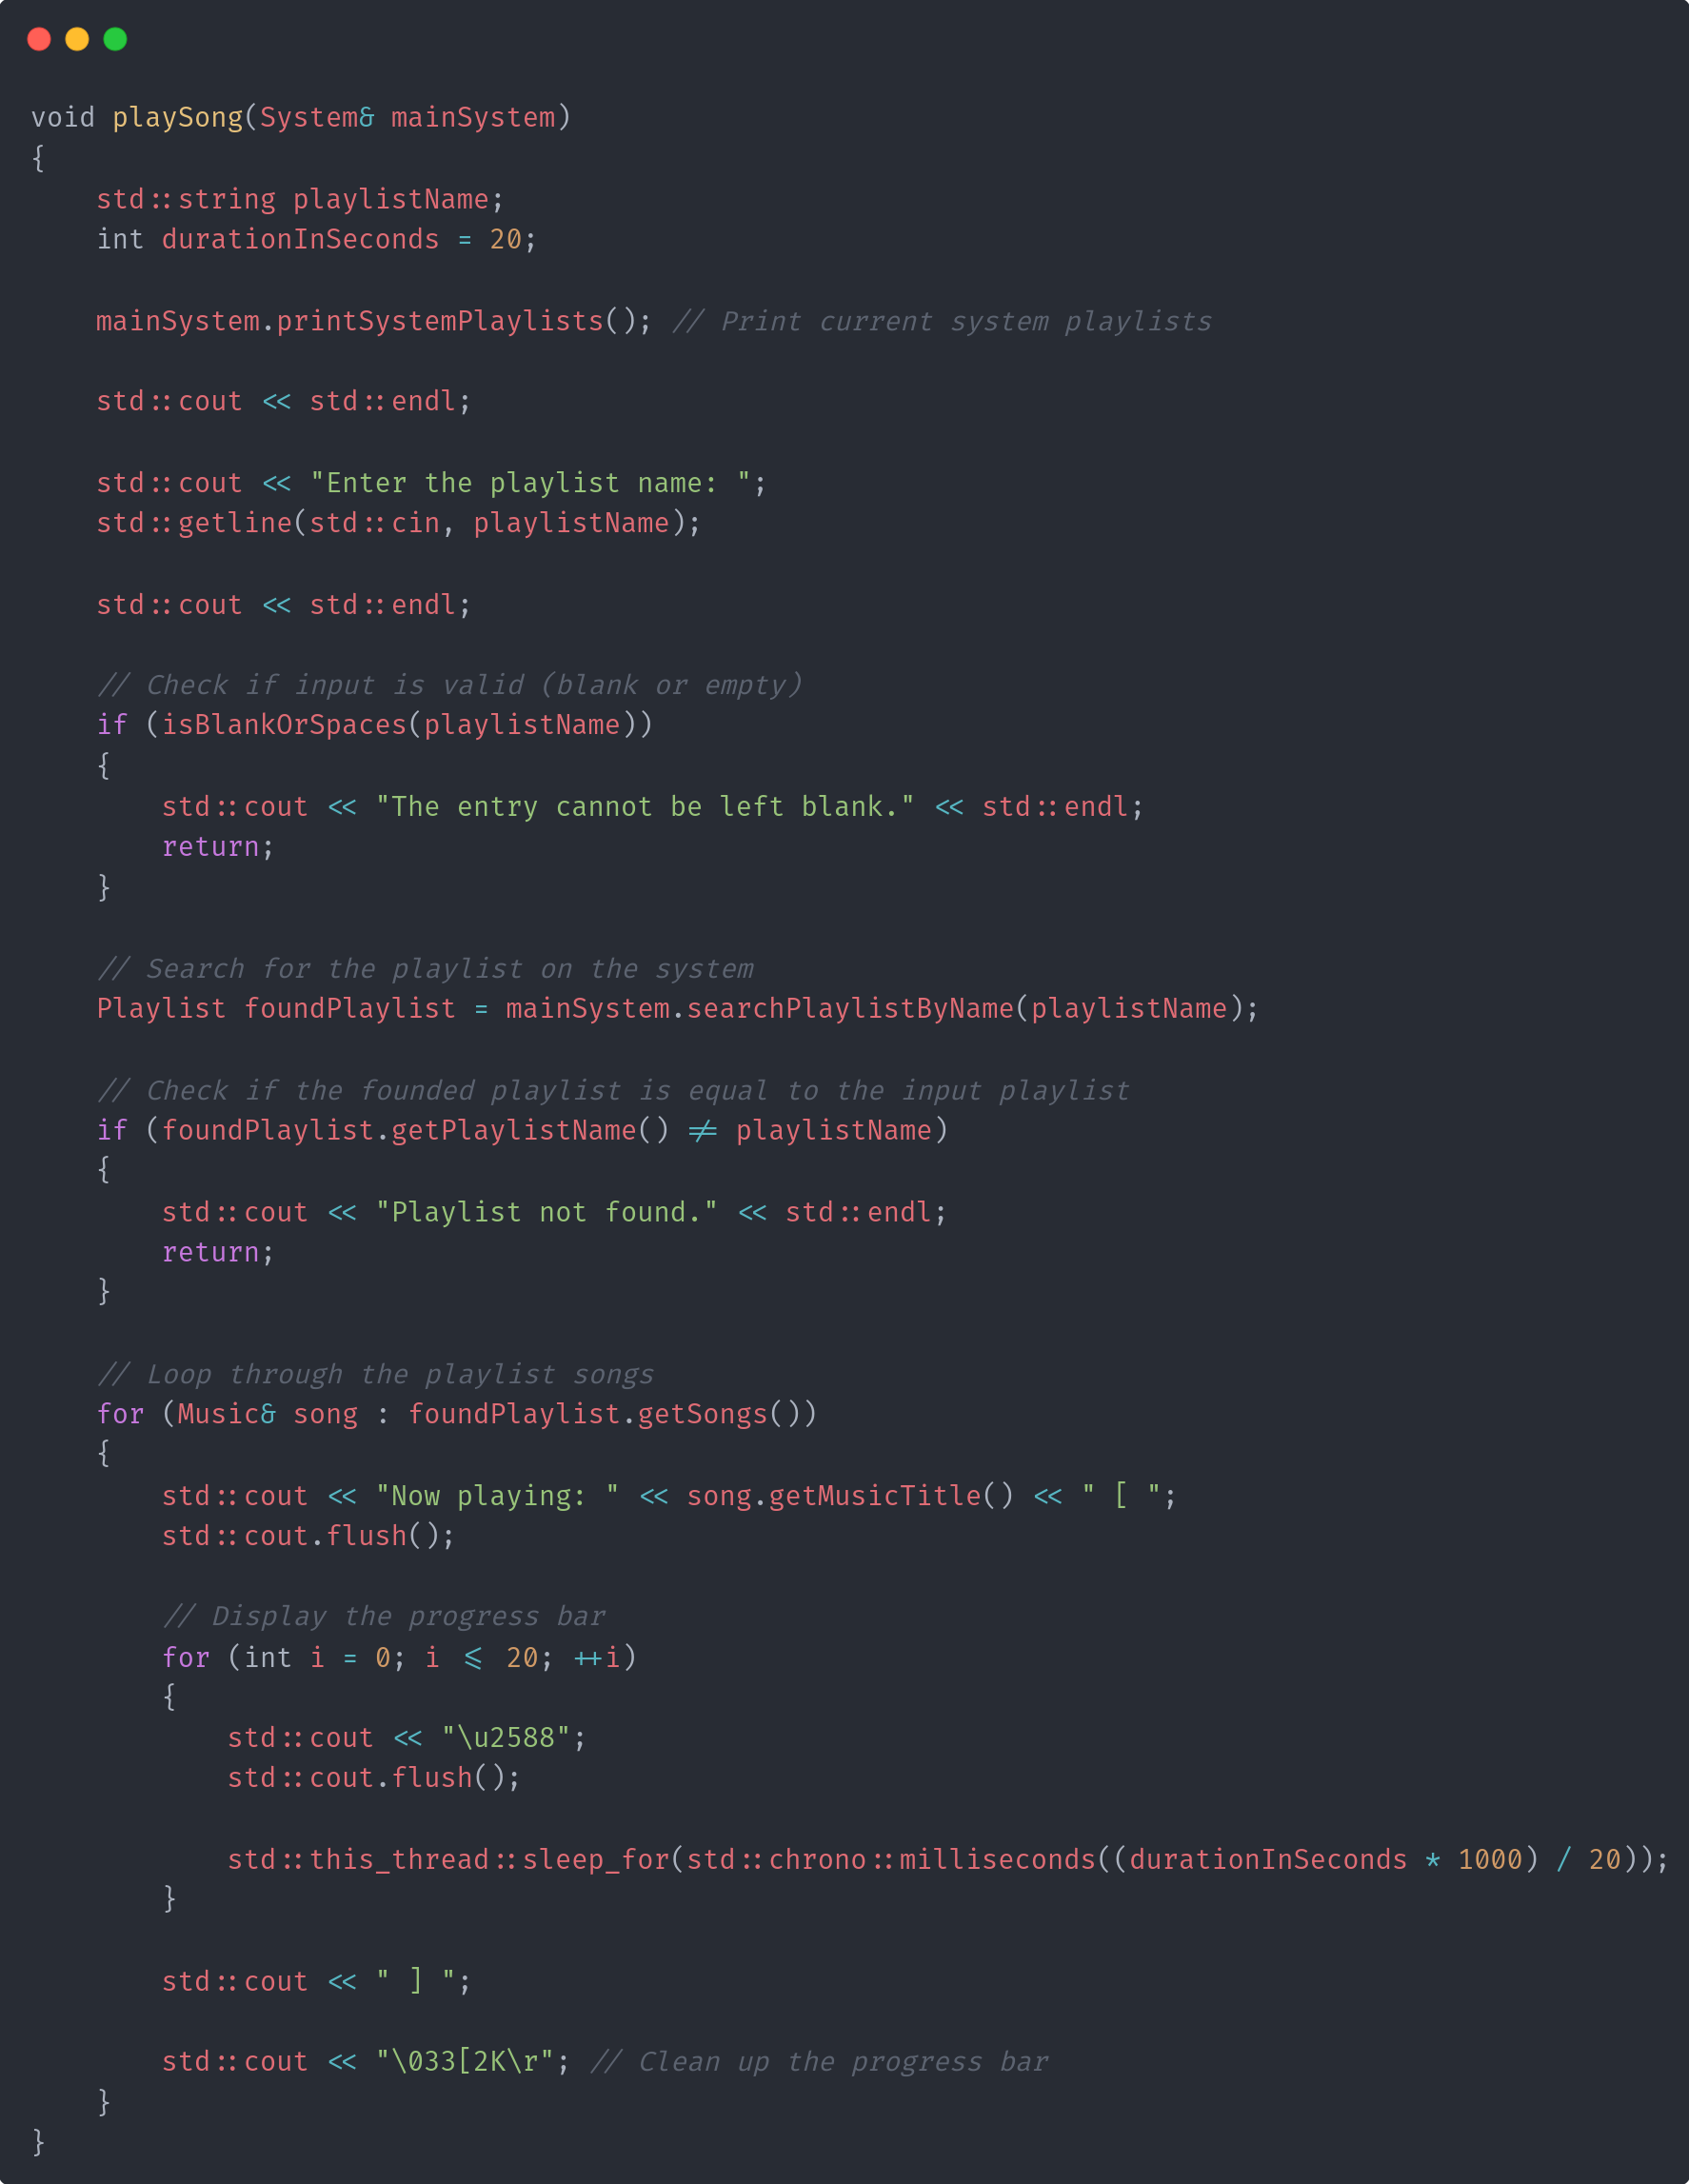 void playSong(System& mainSystem)
{
    std::string playlistName;
    int durationInSeconds = 20;

    mainSystem.printSystemPlaylists(); // Print current system playlists

    std::cout << std::endl;

    std::cout << "Enter the playlist name: ";
    std::getline(std::cin, playlistName);

    std::cout << std::endl;

    // Check if input is valid (blank or empty)
    if (isBlankOrSpaces(playlistName))
    {
        std::cout << "The entry cannot be left blank." << std::endl;
        return;
    }

    // Search for the playlist on the system
    Playlist foundPlaylist = mainSystem.searchPlaylistByName(playlistName);

    // Check if the founded playlist is equal to the input playlist
    if (foundPlaylist.getPlaylistName() != playlistName)
    {
        std::cout << "Playlist not found." << std::endl;
        return;
    }

    // Loop through the playlist songs
    for (Music& song : foundPlaylist.getSongs())
    {
        std::cout << "Now playing: " << song.getMusicTitle() << " [ ";
        std::cout.flush();

        // Display the progress bar
        for (int i = 0; i <= 20; ++i)
        {
            std::cout << "\u2588";
            std::cout.flush();

            std::this_thread::sleep_for(std::chrono::milliseconds((durationInSeconds * 1000) / 20));
        }

        std::cout << " ] ";

        std::cout << "\033[2K\r"; // Clean up the progress bar
    }
}